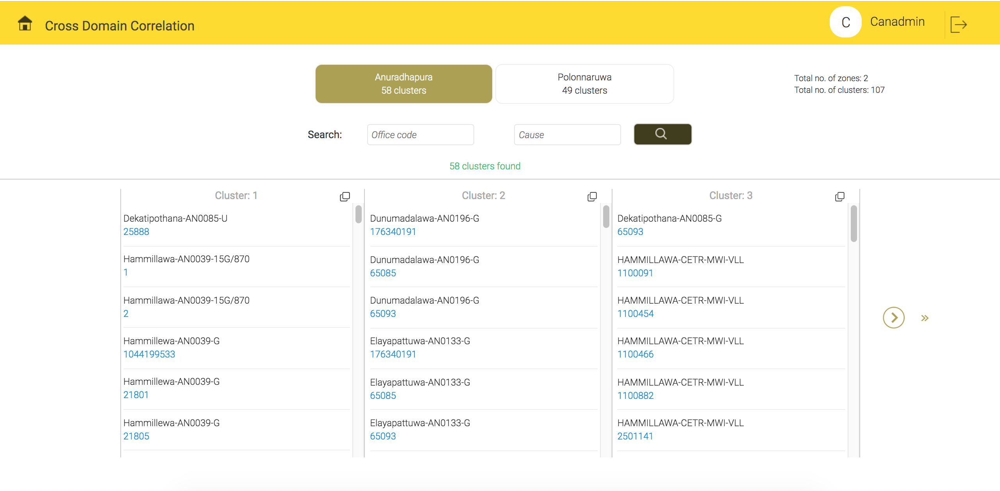 Cross Domain Correlation
C
Canadmin
Anuradhapura
58 clusters
Polonnaruwa
49 clusters
Total no. of zones: 2
Total no. of clusters: 107
Search:
Office code
Cause
58 clusters found
Cluster: 1
Dekatipothana-AN0085-U
25888
Hammillawa-AN0039-15G/870
1
Hammillawa-AN0039-15G/870
2
Hammillewa-AN0039-G
1044199533
Hammillewa-AN0039-G
21801
Hammillewa-AN0039-G
21805
Cluster: 2
Dunumadalawa-AN0196-G
176340191
Dunumadalawa-AN0196-G
65085
Dunumadalawa-AN0196-G
65093
Elayapattuwa-AN0133-G
176340191
Elayapattuwa-AN0133-G
65085
Elayapattuwa-AN0133-G
65093
Cluster: 3
Dekatipothana-AN0085-G
65093
HAMMILLAWA-CETR-MWI-VLL
1100091
HAMMILLAWA-CETR-MWI-VLL
1100454
HAMMILLAWA-CETR-MWI-VLL
1100466
HAMMILLAWA-CETR-MWI-VLL
1100882
HAMMILLAWA-CETR-MWI-VLL
2501141